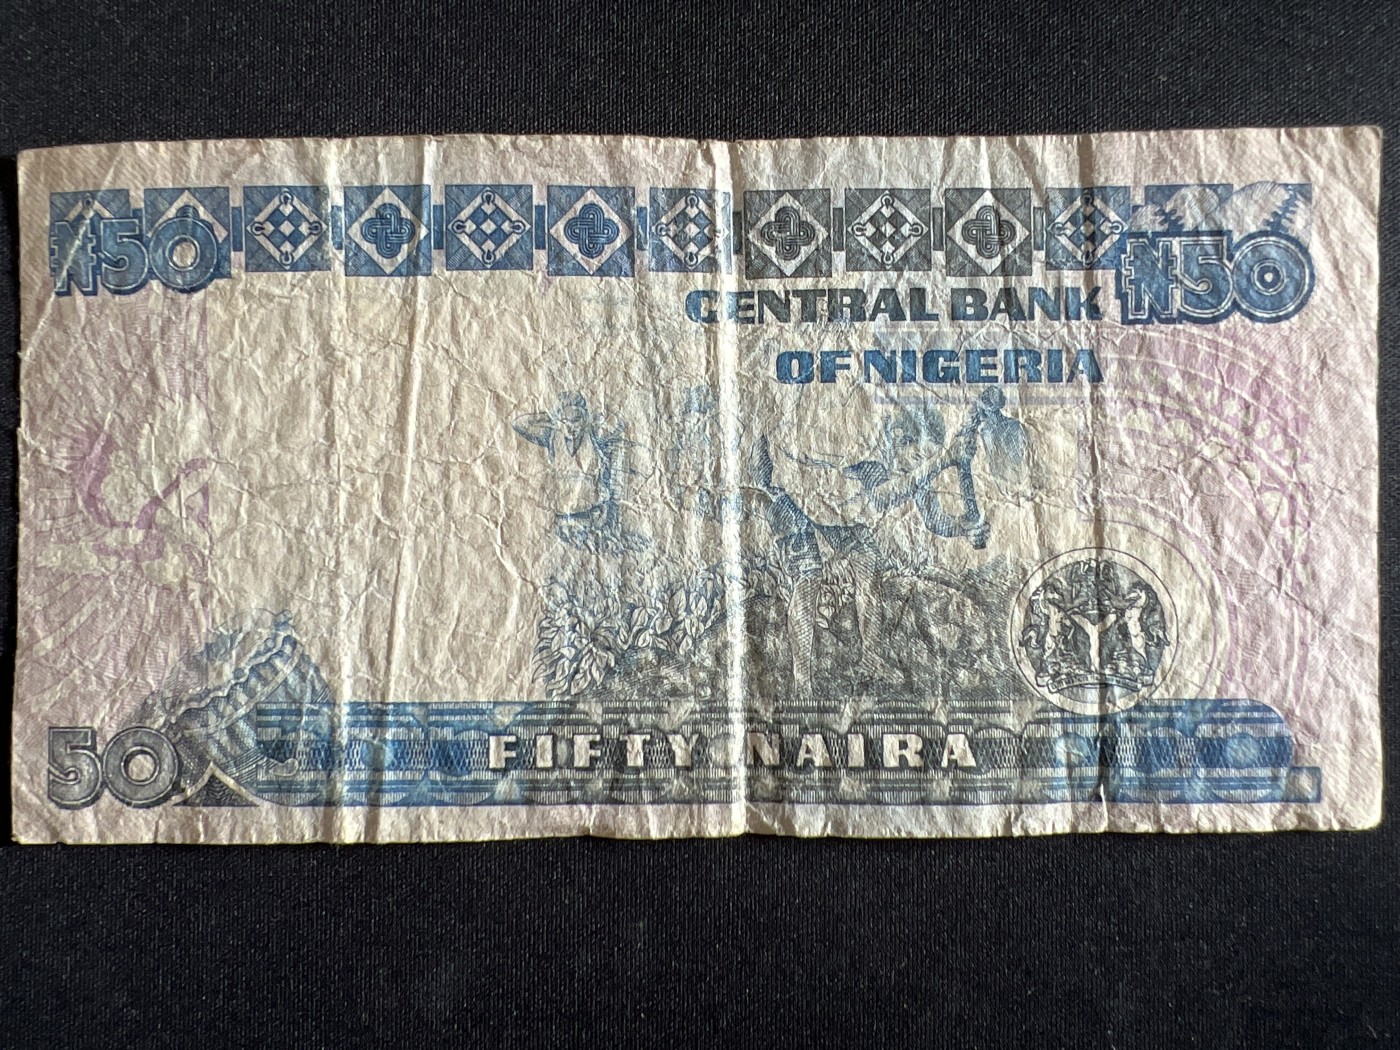 ₦50
₦50
CENTRAL BANK
OF NIGERIA
50
FIFTY NAIRA